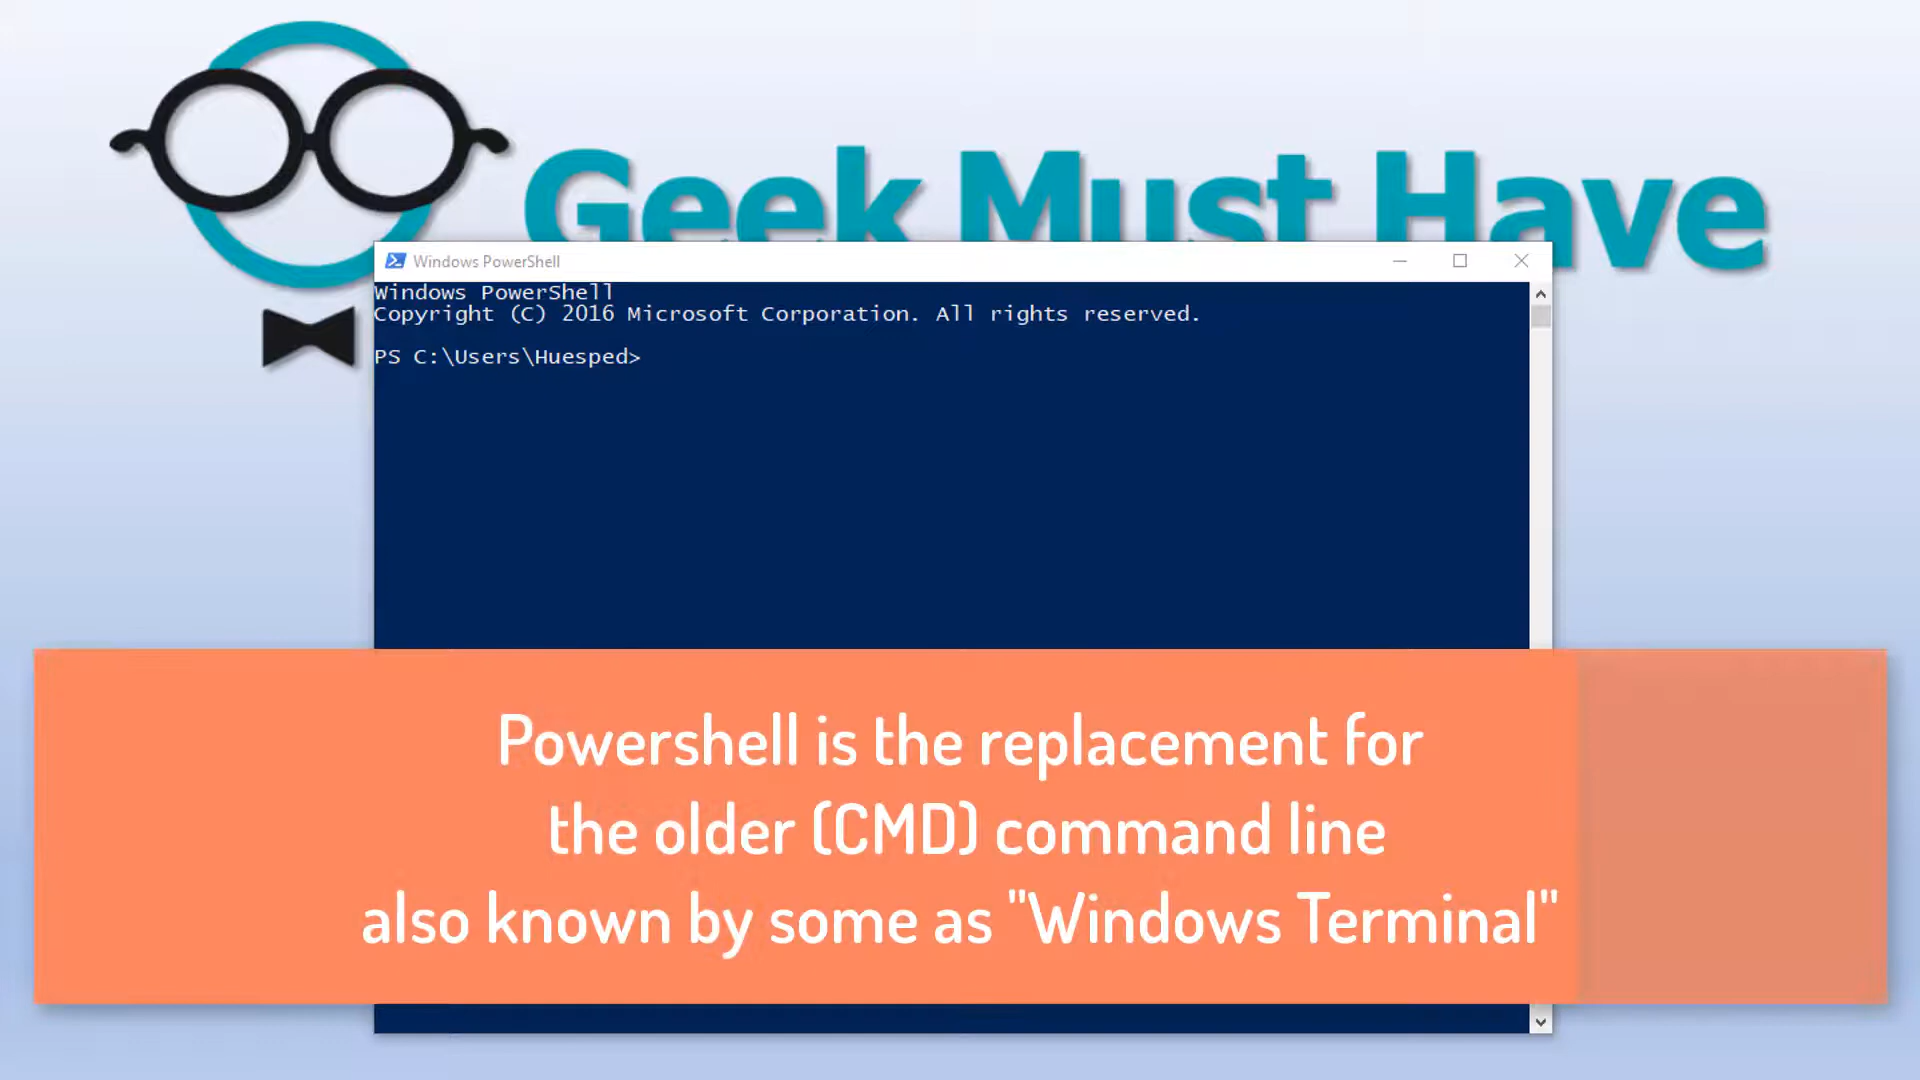 Geek Must Have
Windows PowerShell
Windows PowerShell
Copyright (C) 2016 Microsoft Corporation. All rights reserved.
PS C:\Users\Huesped>
Powershell is the replacement for
the older (CMD) command line
also known by some as "Windows Terminal"